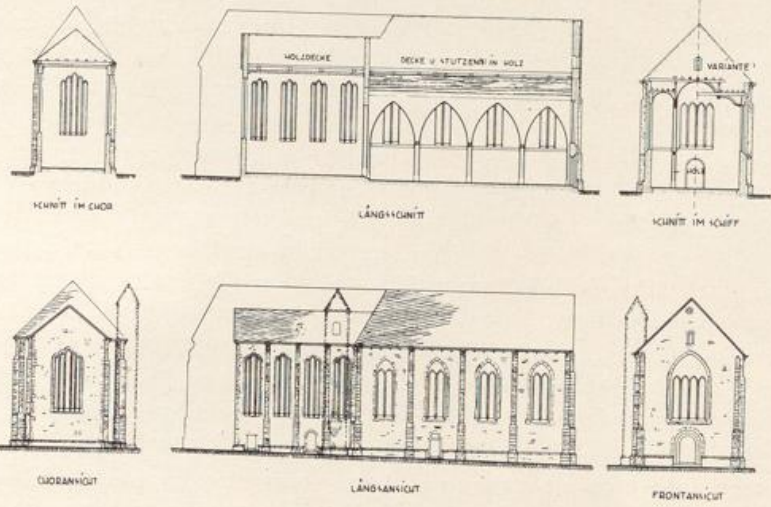 HOLZDECKE
DECKE U. STÜTZEN IN HOLZ
VARIANTE
HOLZ
SCHNITT IM CHOR
LÄNGSSCHNITT
SCHNITT IM SCHIFF
CHORANSICHT
LÄNGSANSICHT
FRONTANSICHT